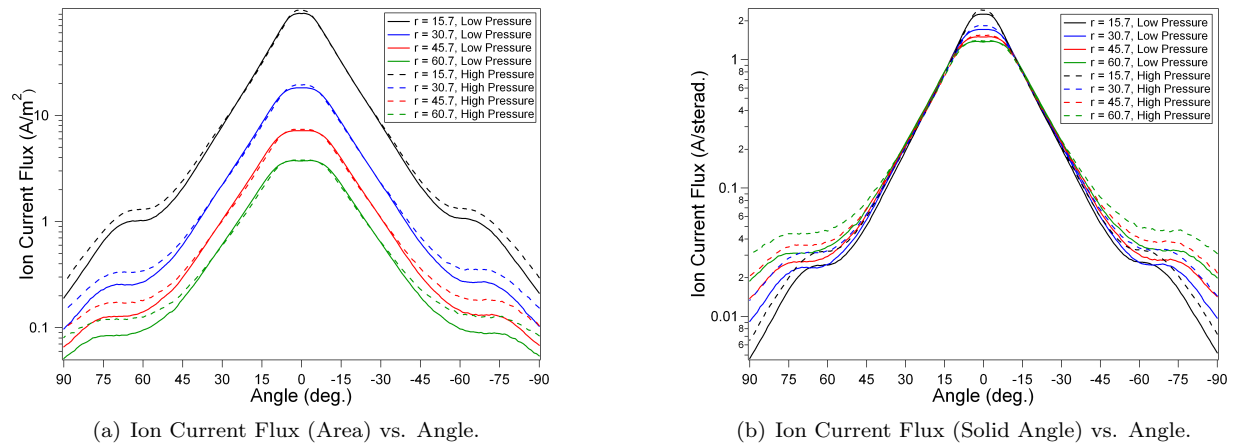 r = 15.7, Low Pressure
r = 30.7, Low Pressure
r = 45.7, Low Pressure
r = 60.7, Low Pressure
r = 15.7, High Pressure
r = 30.7, High Pressure
r = 45.7, High Pressure
r = 60.7, High Pressure
Ion Current Flux (A/m²)
10
1
0.1
90 75 60 45 30 15 0 -15 -30 -45 -60 -75 -90
Angle (deg.)
(a) Ion Current Flux (Area) vs. Angle.
r = 15.7, Low Pressure
r = 30.7, Low Pressure
r = 45.7, Low Pressure
r = 60.7, Low Pressure
r = 15.7, High Pressure
r = 30.7, High Pressure
r = 45.7, High Pressure
r = 60.7, High Pressure
Ion Current Flux (A/sterad.)
2
1
8
6
4
2
0.1
8
6
4
2
0.01
8
6
90 75 60 45 30 15 0 -15 -30 -45 -60 -75 -90
Angle (deg.)
(b) Ion Current Flux (Solid Angle) vs. Angle.